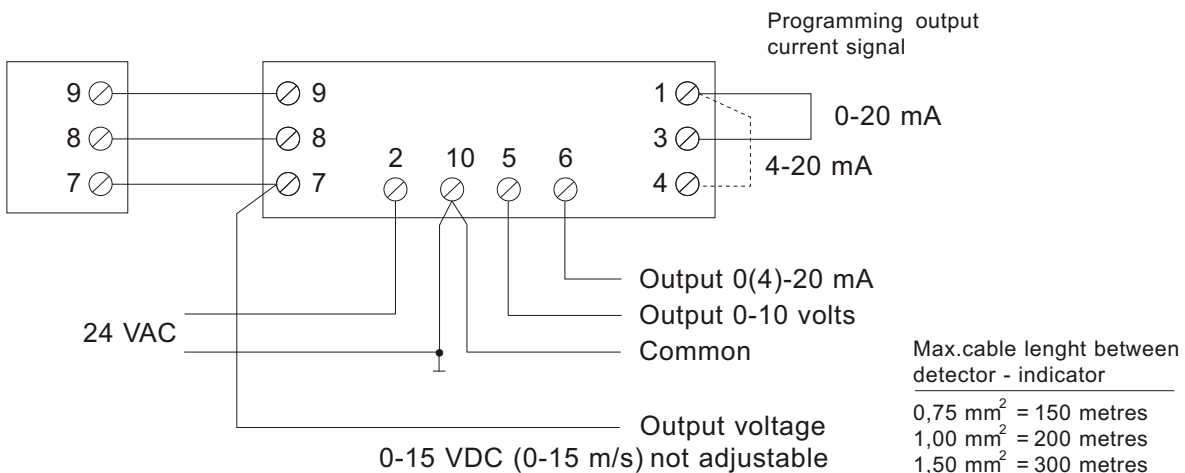 Programming output
current signal
9 9 1
0-20 mA
8 8 3
2 10 5 6
4-20 mA
7 7 4
Output 0(4)-20 mA
Output 0-10 volts
24 VAC
Common
Max.cable lenght between
detector - indicator
0,75 mm² = 150 metres
Output voltage
1,00 mm² = 200 metres
0-15 VDC (0-15 m/s) not adjustable
1,50 mm² = 300 metres